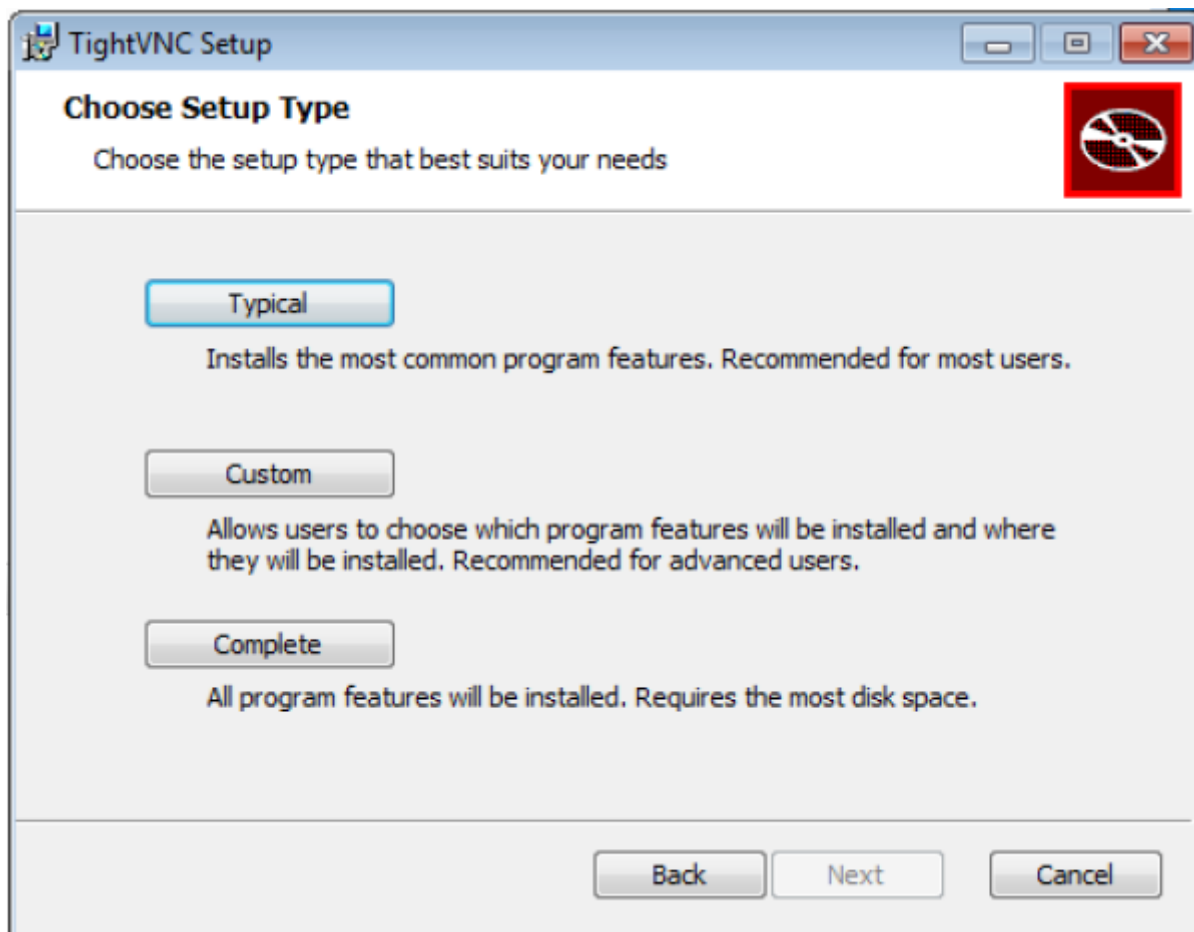 TightVNC Setup
Choose Setup Type
Choose the setup type that best suits your needs
Typical
Installs the most common program features. Recommended for most users.
Custom
Allows users to choose which program features will be installed and where
they will be installed. Recommended for advanced users.
Complete
All program features will be installed. Requires the most disk space.
Back Next Cancel